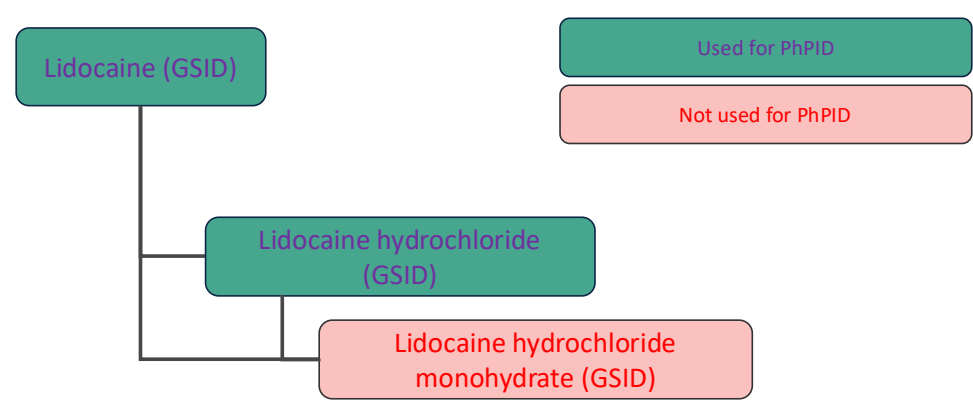 Lidocaine (GSID)
Used for PhPID
Not used for PhPID
Lidocaine hydrochloride
(GSID)
Lidocaine hydrochloride
monohydrate (GSID)